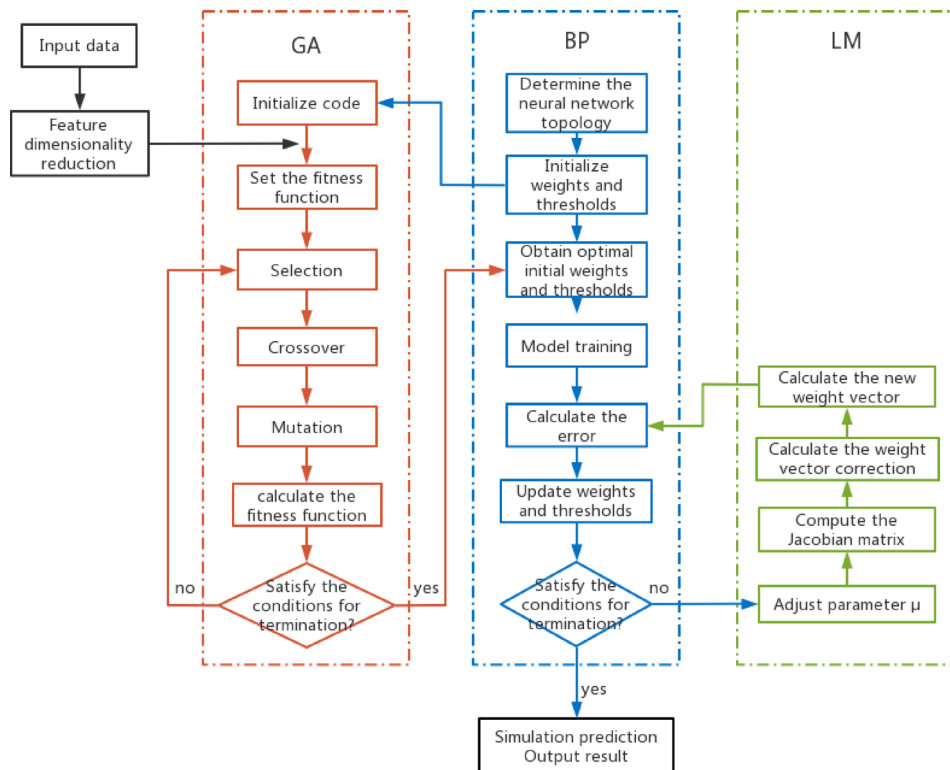 Input data
Feature
dimensionality
reduction
GA
Initialize code
Set the fitness
function
Selection
Crossover
Mutation
calculate the
fitness function
Satisfy the
conditions for
termination?
no
yes
BP
Determine the
neural network
topology
Initialize
weights and
thresholds
Obtain optimal
initial weights
and thresholds
Model training
Calculate the
error
Update weights
and thresholds
Satisfy the
conditions for
termination?
no
yes
Simulation prediction
Output result
LM
Calculate the new
weight vector
Calculate the weight
vector correction
Compute the
Jacobian matrix
Adjust parameter μ